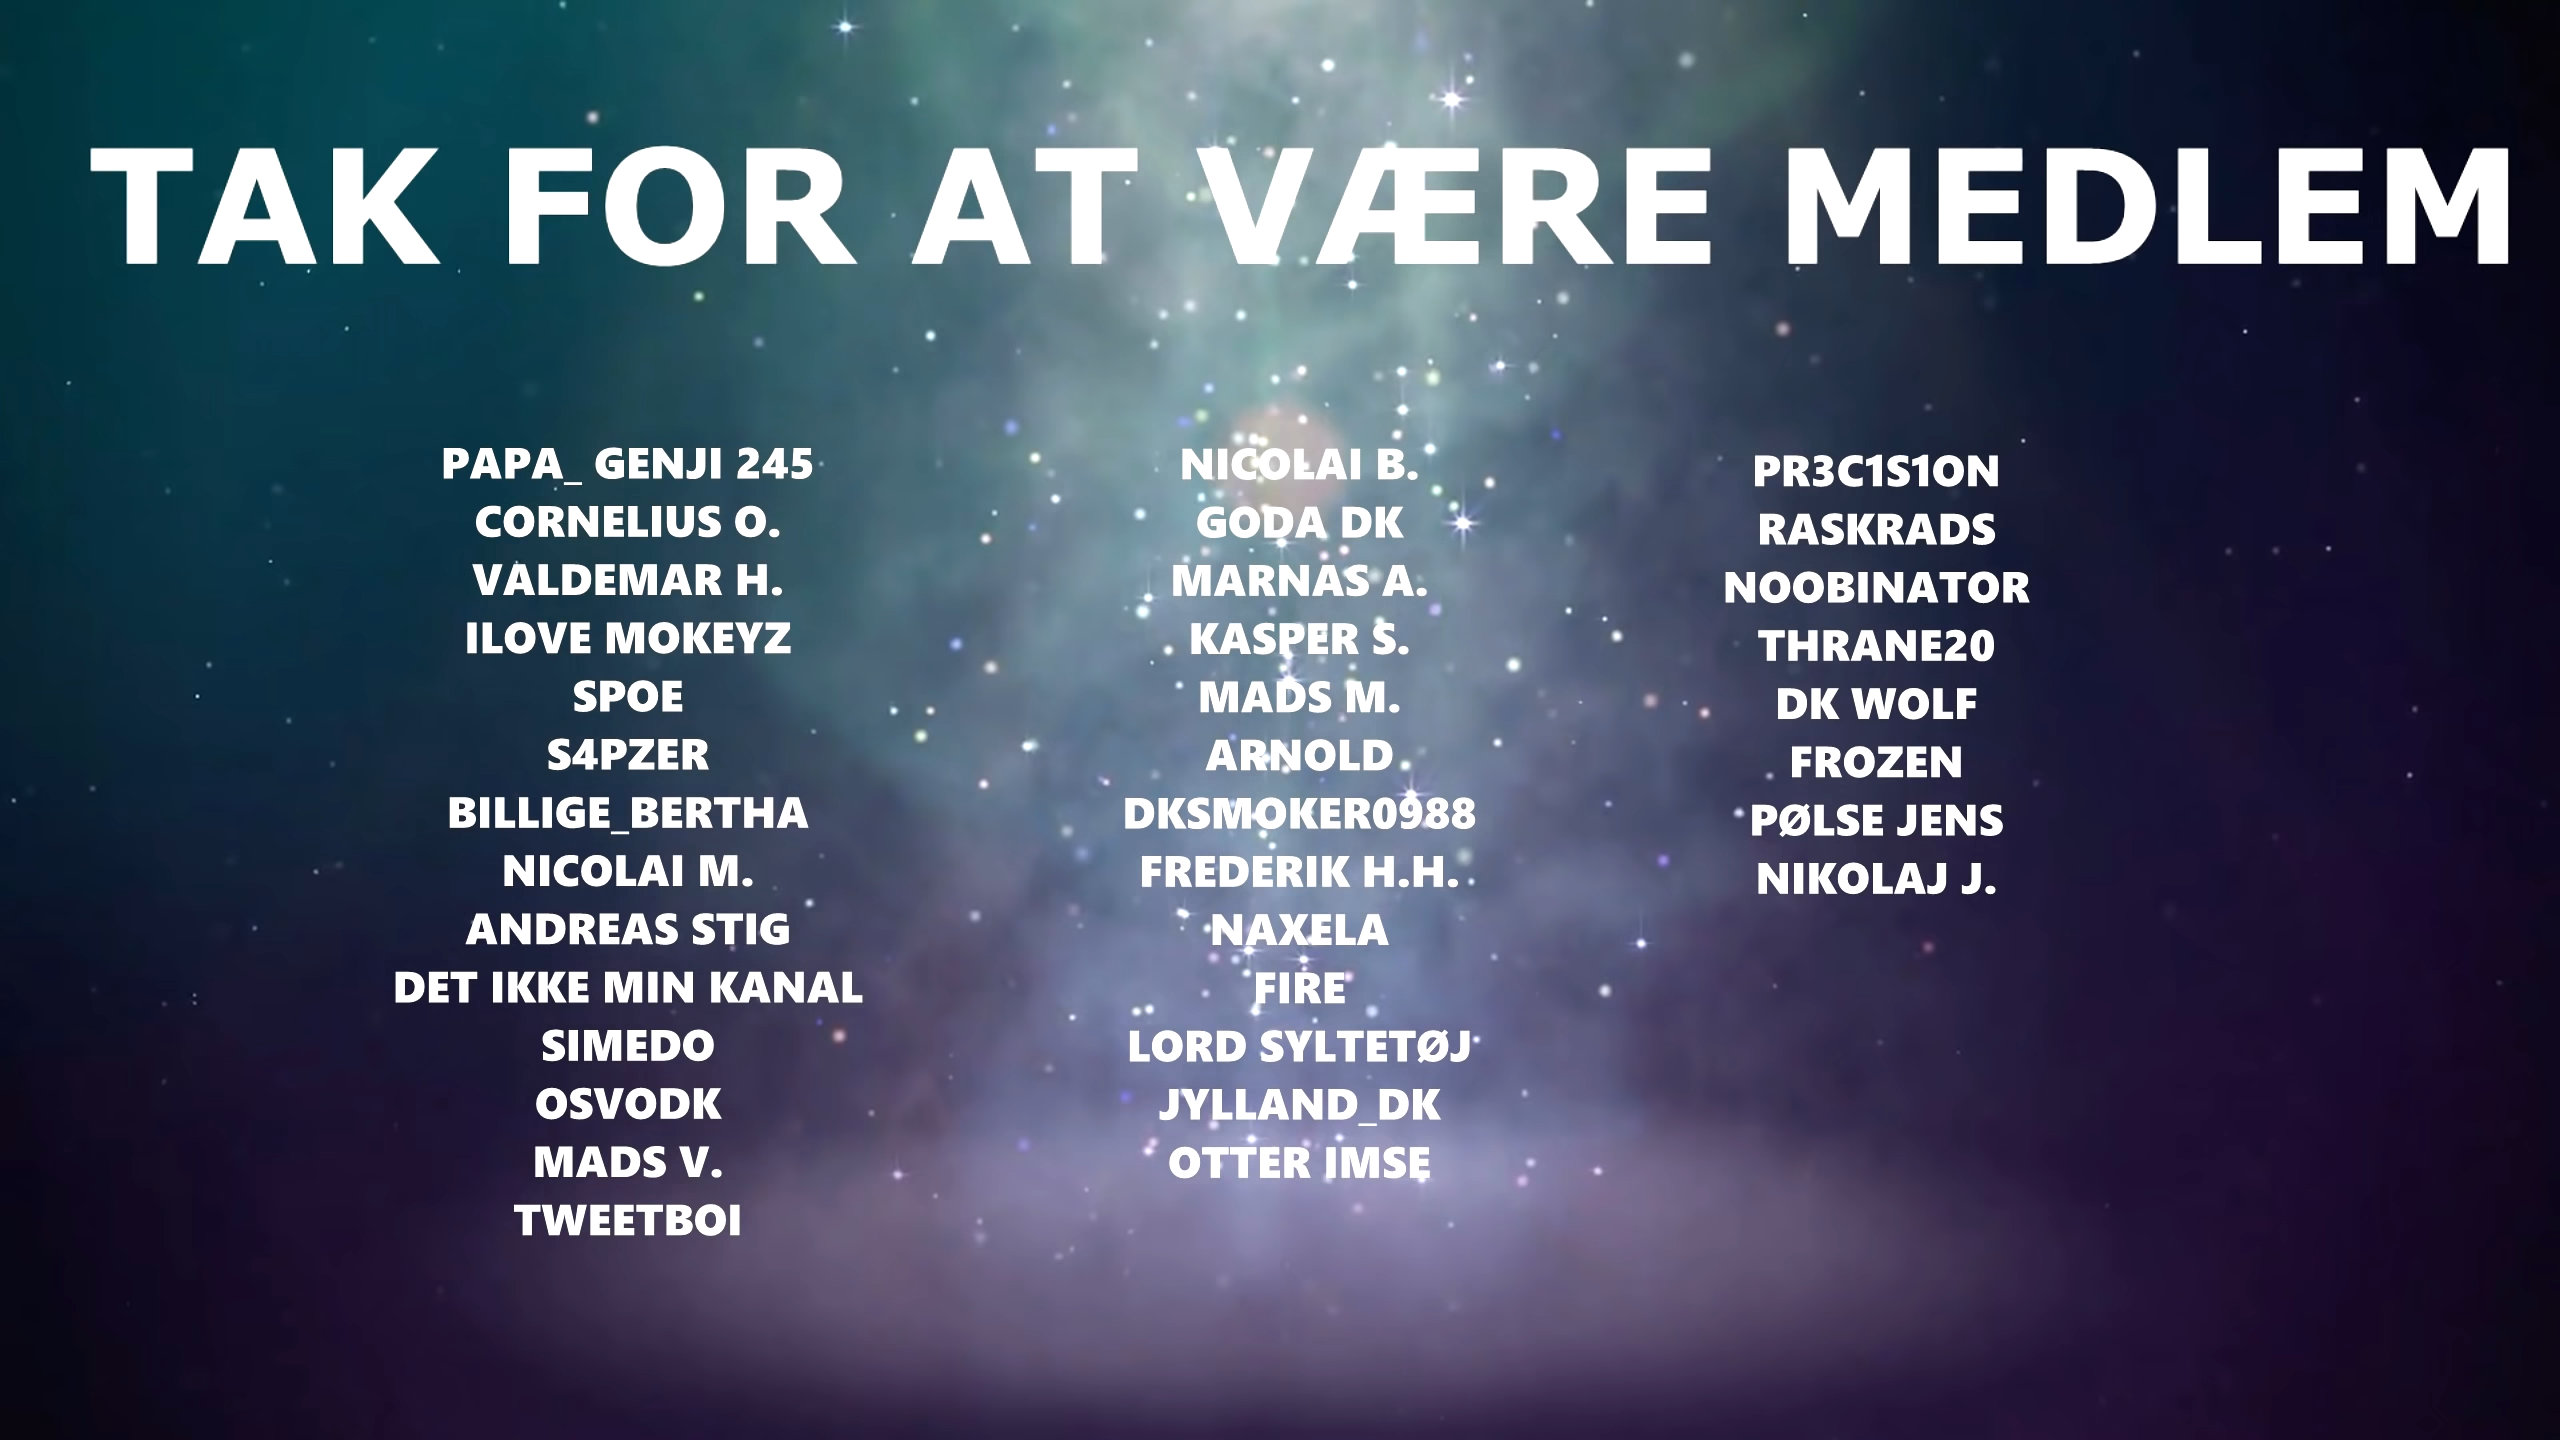 TAK FOR AT VÆRE MEDLEM
PAPA_ GENJI 245
CORNELIUS O.
VALDEMAR H.
ILOVE MOKEYZ
SPOE
S4PZER
BILLIGE_BERTHA
NICOLAI M.
ANDREAS STIG
DET IKKE MIN KANAL
SIMEDO
OSVODK
MADS V.
TWEETBOI
NICOLAI B.
GODA DK
MARNAS A.
KASPER S.
MADS M.
ARNOLD
DKSMOKER0988
FREDERIK H.H.
NAXELA
FIRE
LORD SYLTETØJ
JYLLAND_DK
OTTER IMSE
PR3C1S1ON
RASKRADS
NOOBINATOR
THRANE20
DK WOLF
FROZEN
PØLSE JENS
NIKOLAJ J.